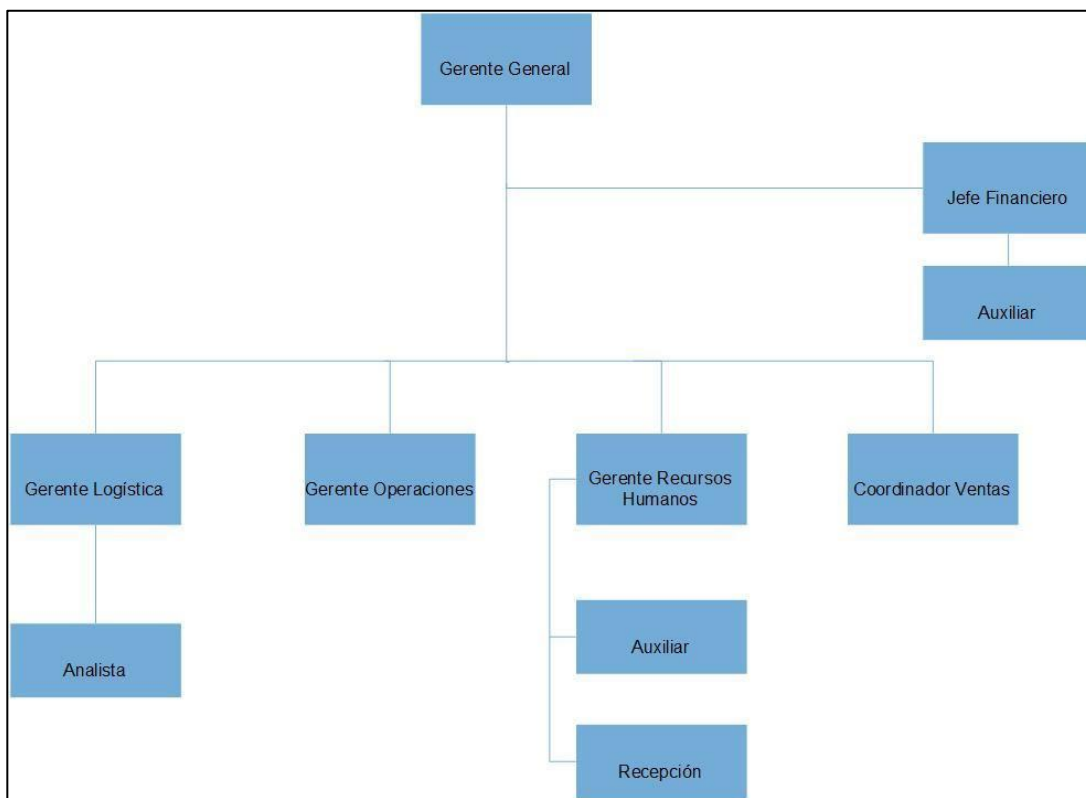 Gerente General
Jefe Financiero
Auxiliar
Gerente Logística
Gerente Operaciones
Gerente Recursos
Humanos
Coordinador Ventas
Analista
Auxiliar
Recepción